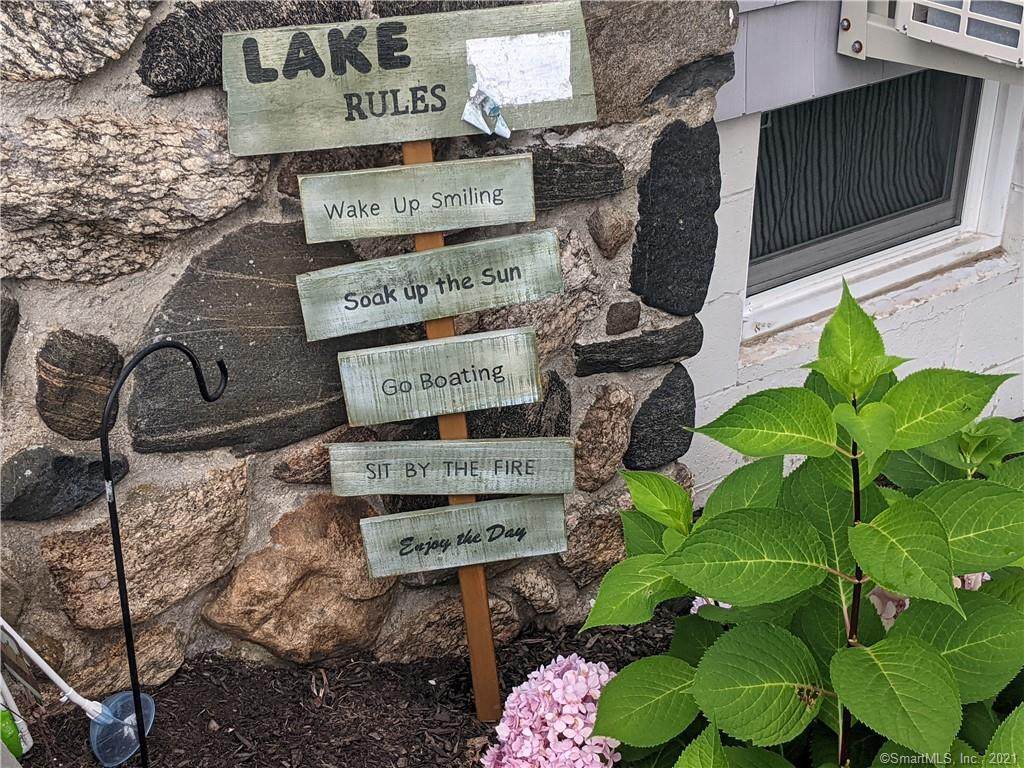 LAKE
RULES
Wake Up Smiling
Soak up the Sun
Go Boating
SIT BY THE FIRE
Enjoy the Day
©SmartMLS, Inc. 2021